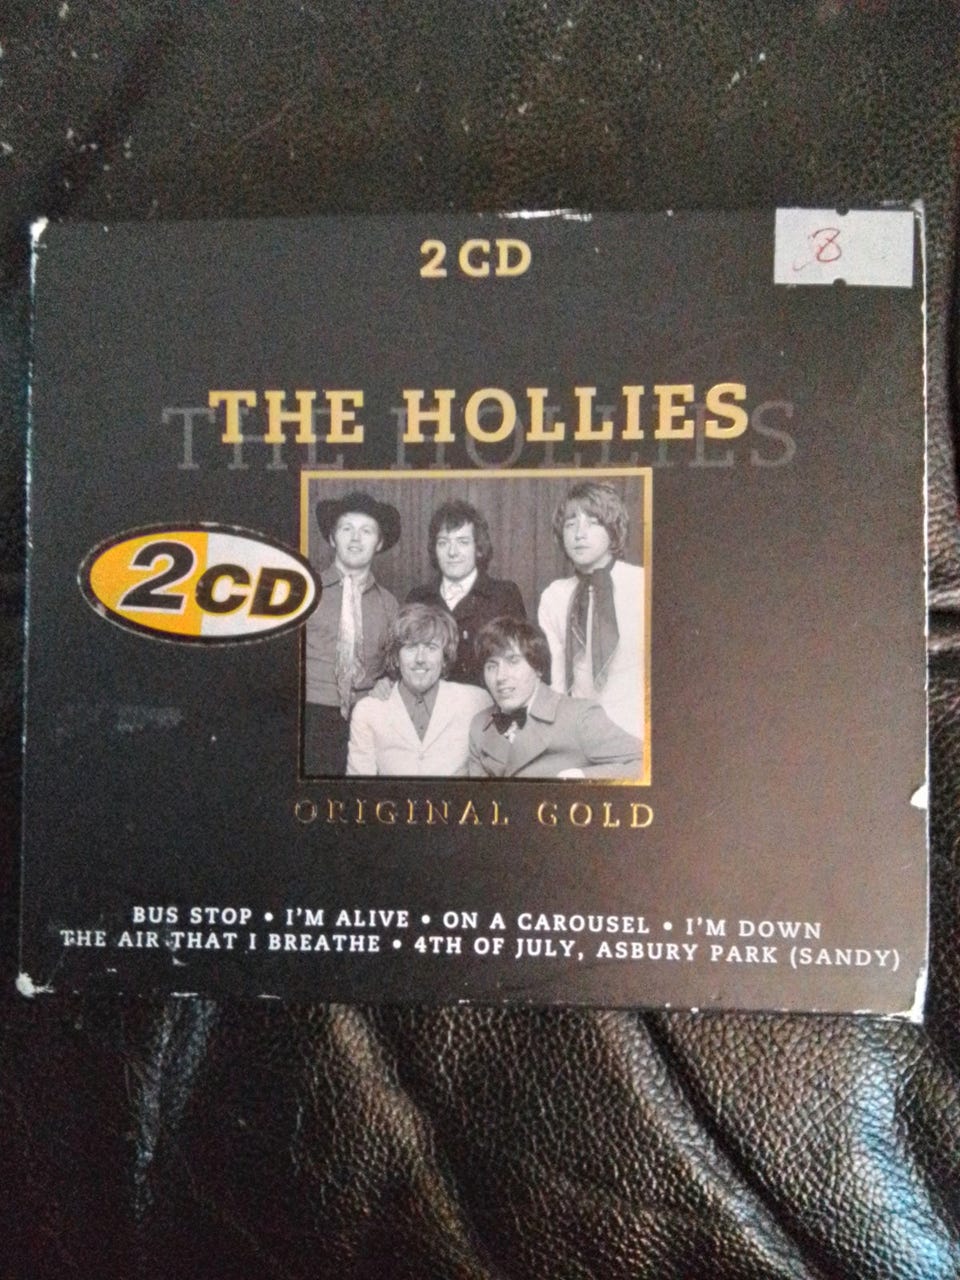 2 CD
8
THE HOLLIES
THE HOLLIES
2CD
ORIGINAL GOLD
BUS STOP • I'M ALIVE • ON A CAROUSEL • I'M DOWN
THE AIR THAT I BREATHE • 4TH OF JULY, ASBURY PARK (SANDY)